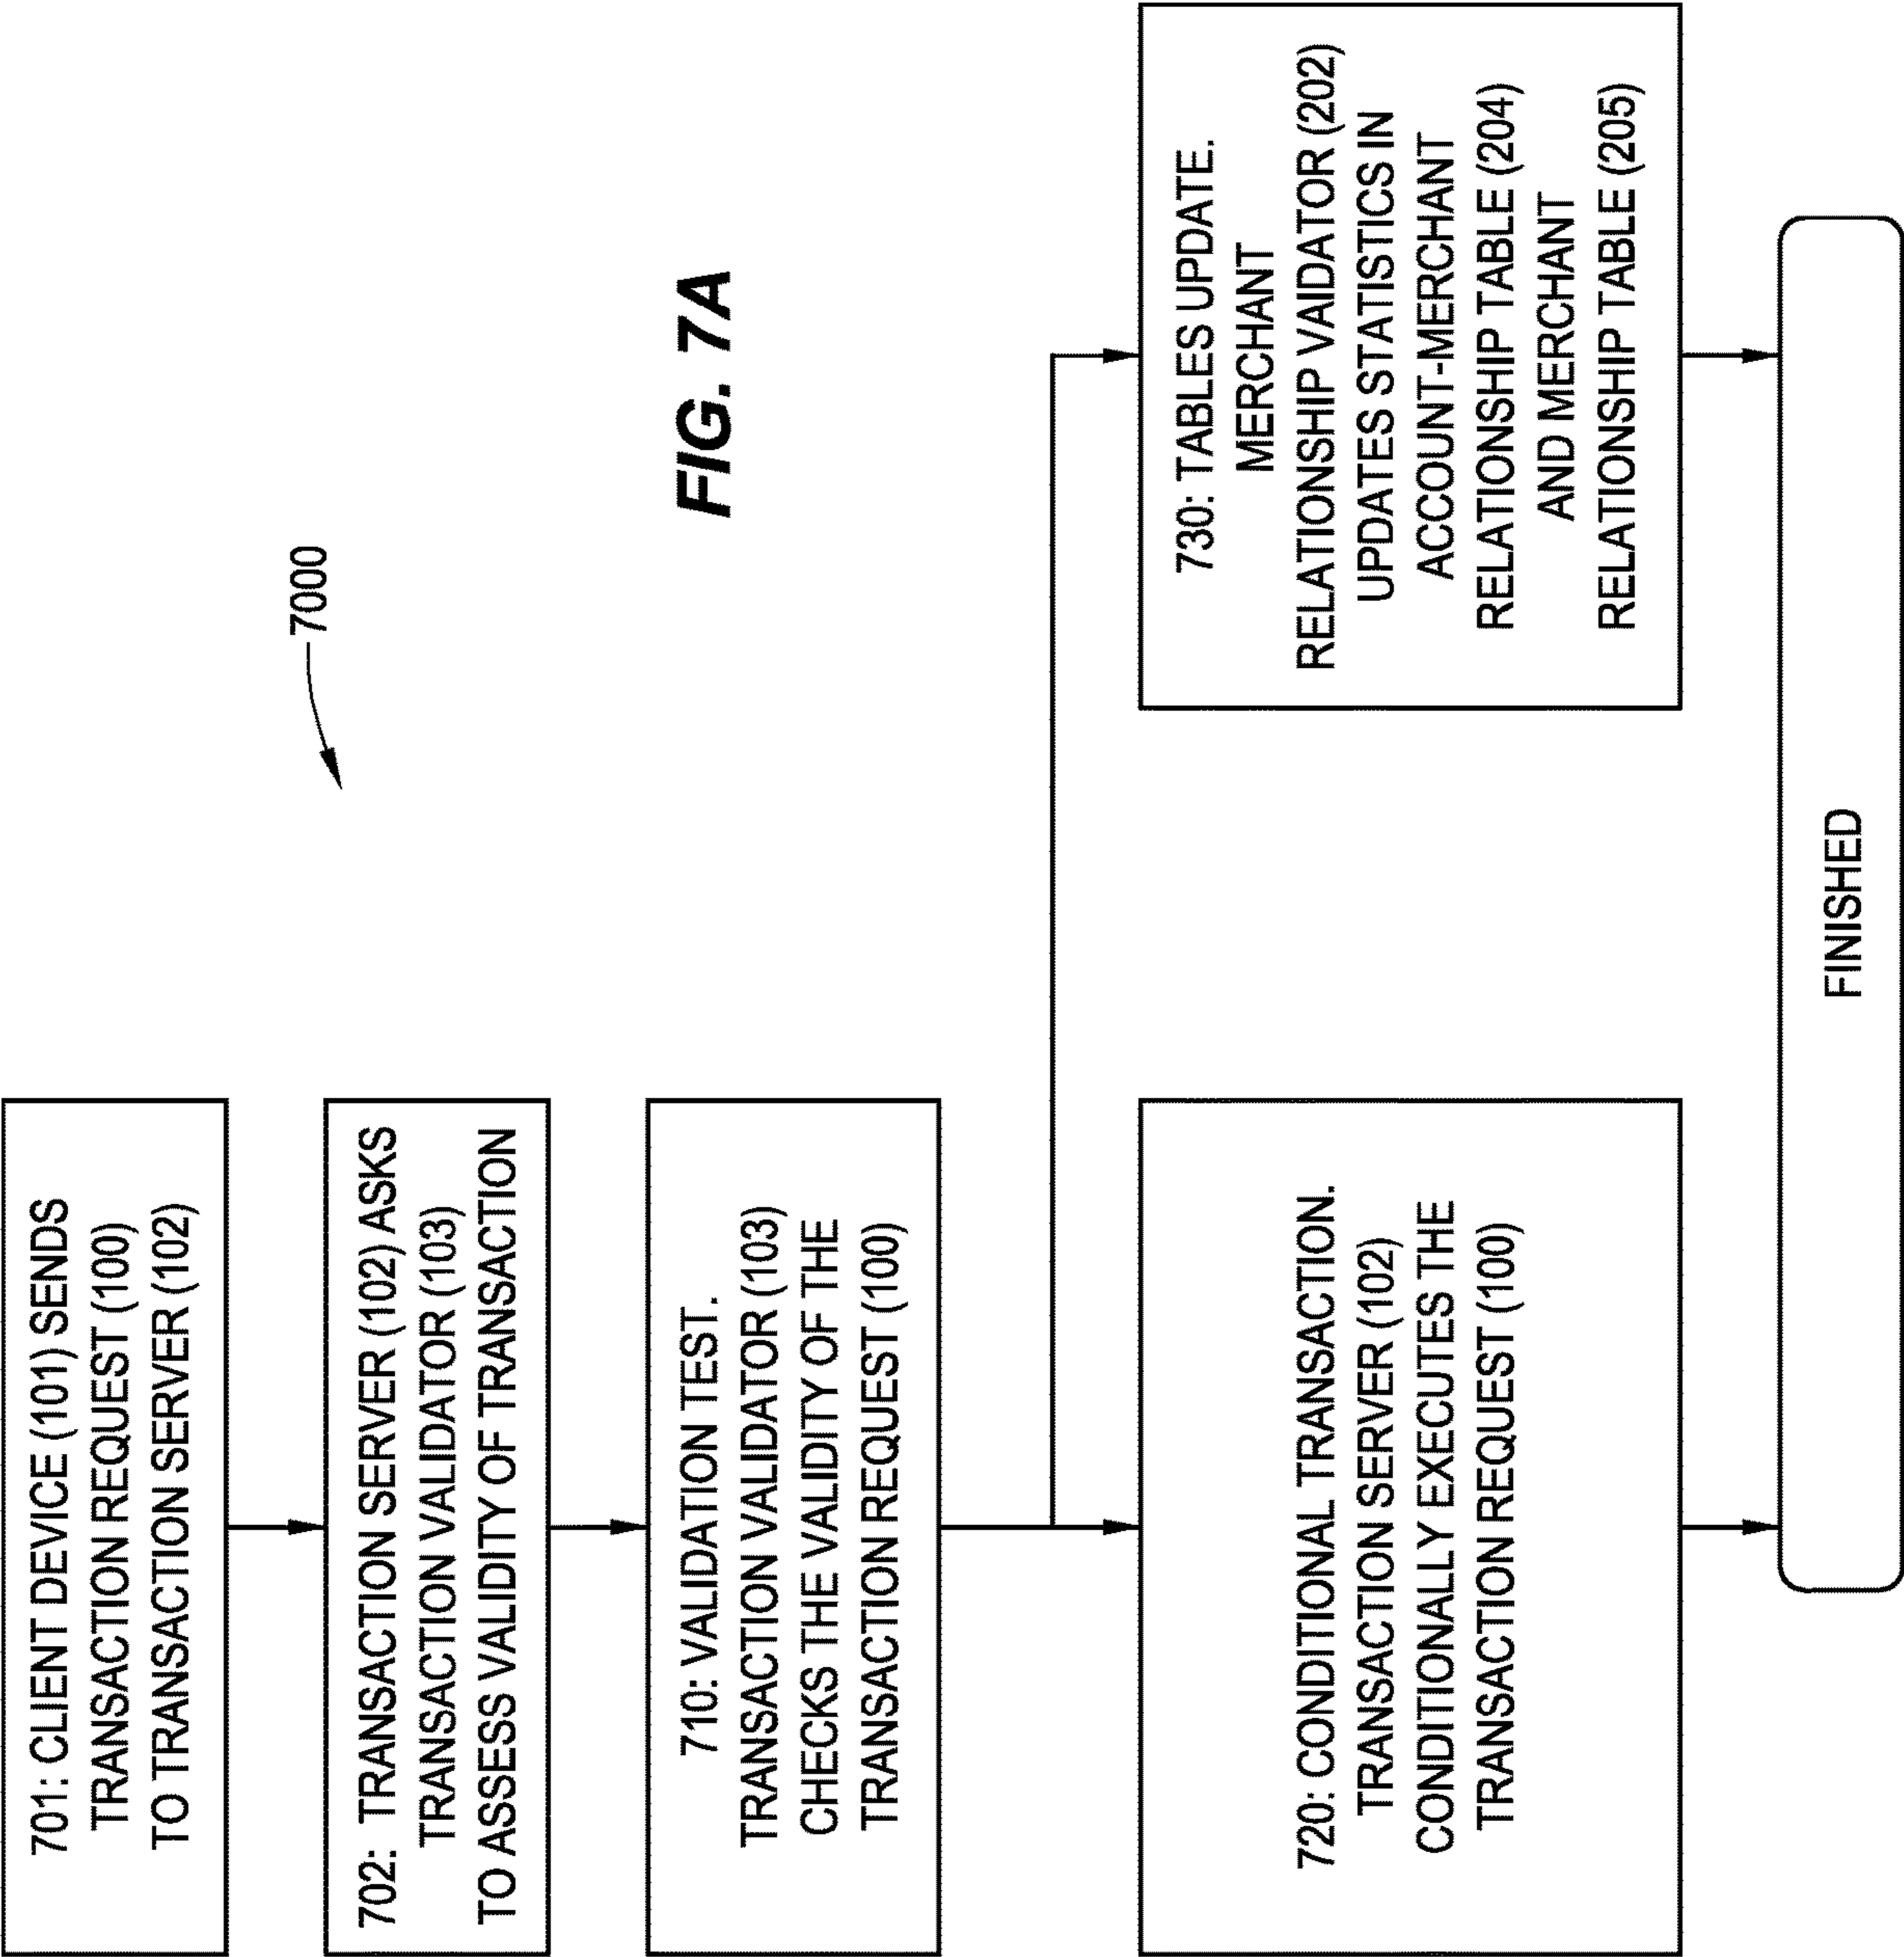 701: CLIENT DEVICE (101) SENDS
TRANSACTION REQUEST (100)
TO TRANSACTION SERVER (102)
702: TRANSACTION SERVER (102) ASKS
TRANSACTION VALIDATOR (103)
TO ASSESS VALIDITY OF TRANSACTION
710: VALIDATION TEST.
TRANSACTION VALIDATOR (103)
CHECKS THE VALIDITY OF THE
TRANSACTION REQUEST (100)
720: CONDITIONAL TRANSACTION.
TRANSACTION SERVER (102)
CONDITIONALLY EXECUTES THE
TRANSACTION REQUEST (100)
730: TABLES UPDATE.
MERCHANT
RELATIONSHIP VAIDATOR (202)
UPDATES STATISTICS IN
ACCOUNT-MERCHANT
RELATIONSHIP TABLE (204)
AND MERCHANT
RELATIONSHIP TABLE (205)
FINISHED
7000
FIG. 7A